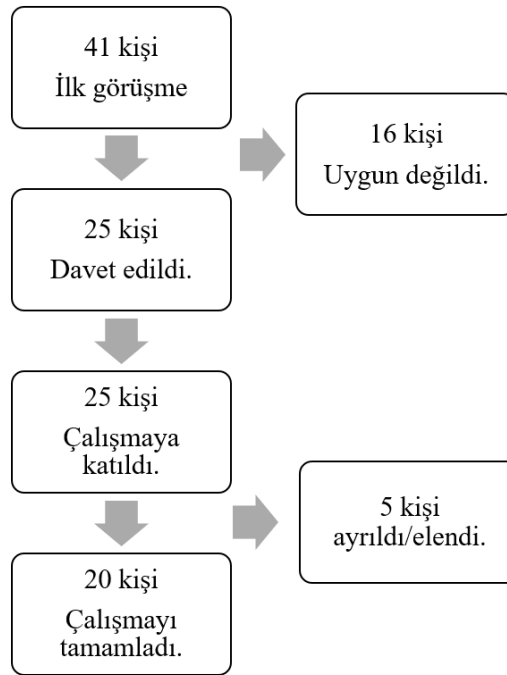 41 kişi
İlk görüşme
16 kişi
Uygun değildi.
25 kişi
Davet edildi.
25 kişi
Çalışmaya
katıldı.
5 kişi
ayrıldı/elendi.
20 kişi
Çalışmayı
tamamladı.